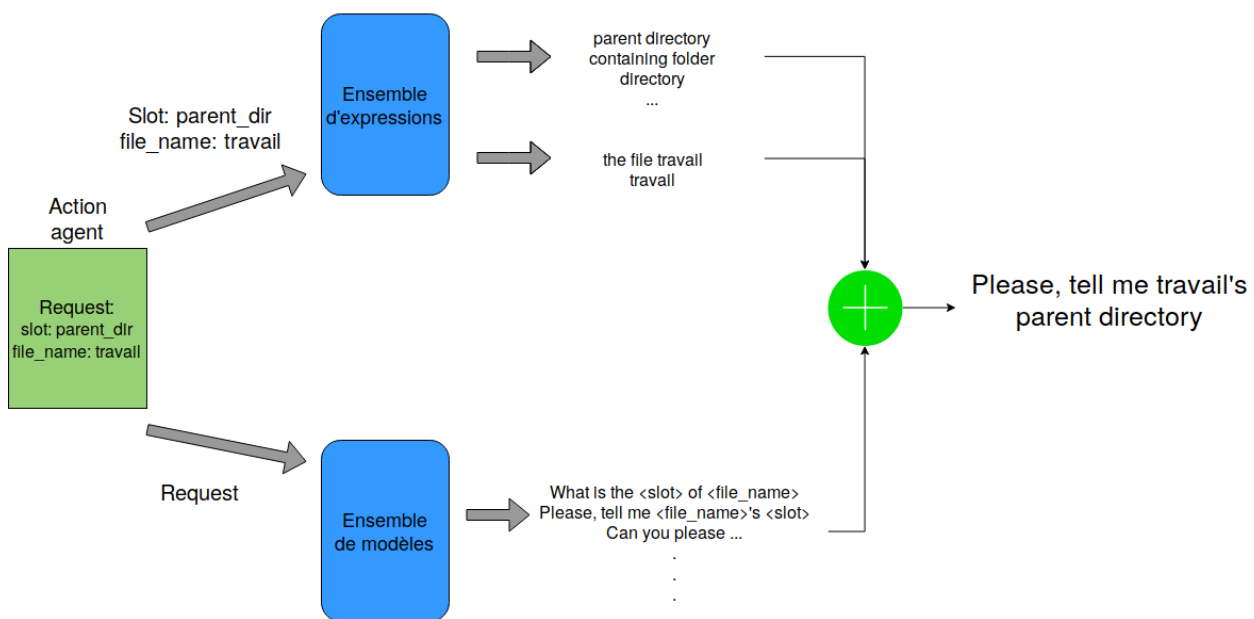 Action
agent
Request:
slot: parent_dir
file_name: travail
Slot: parent_dir
file_name: travail
Request
Ensemble
d'expressions
parent directory
containing folder
directory
...
the file travail
travail
Ensemble
de modèles
What is the <slot> of <file_name>
Please, tell me <file_name>'s <slot>
Can you please ...
.
.
.
Please, tell me travail's
parent directory